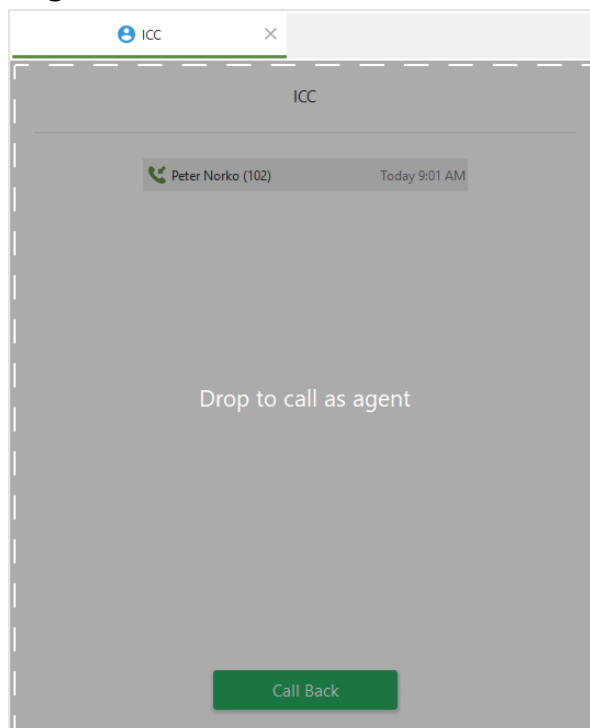 ICC
ICC
Peter Norko (102) Today 9:01 AM
Drop to call as agent
Call Back